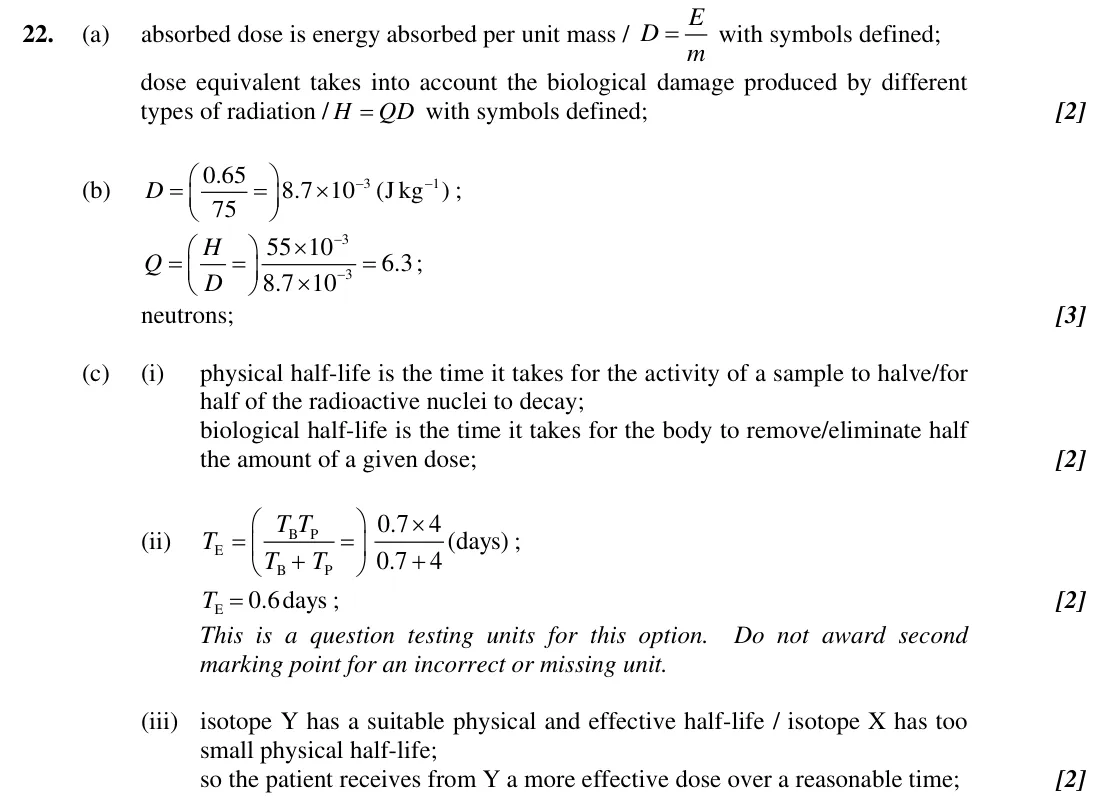 22. (a) absorbed dose is energy absorbed per unit mass / D = E/m with symbols defined;
dose equivalent takes into account the biological damage produced by different
types of radiation / H = QD with symbols defined; [2]
(b) D = (0.65/75 =) 8.7×10⁻³ (J kg⁻¹) ;
Q = (H/D =) 55×10⁻³/8.7×10⁻³ = 6.3 ;
neutrons; [3]
(c) (i) physical half-life is the time it takes for the activity of a sample to halve/for
half of the radioactive nuclei to decay;
biological half-life is the time it takes for the body to remove/eliminate half
the amount of a given dose; [2]
(ii) T_E = (T_B T_P/(T_B + T_P) =) 0.7×4/0.7+4 (days) ;
T_E = 0.6 days ; [2]
This is a question testing units for this option. Do not award second
marking point for an incorrect or missing unit.
(iii) isotope Y has a suitable physical and effective half-life / isotope X has too
small physical half-life;
so the patient receives from Y a more effective dose over a reasonable time; [2]